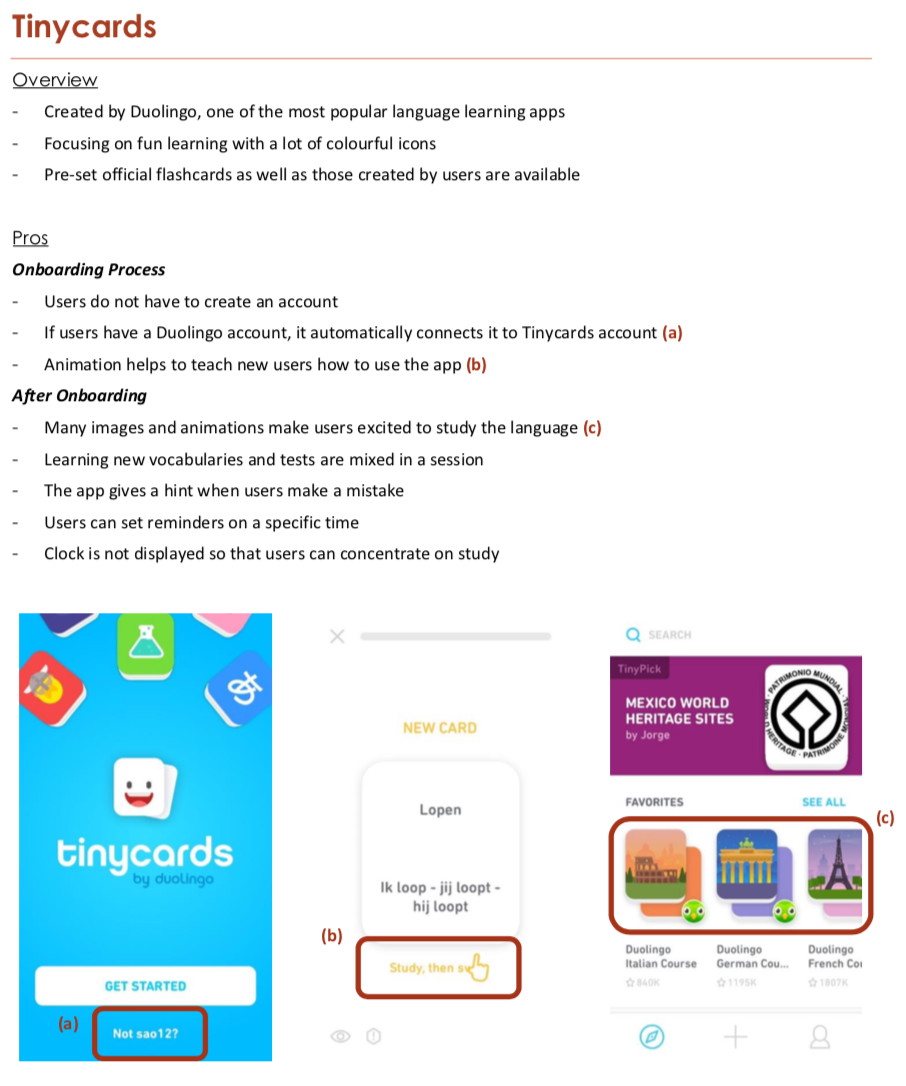 Tinycards
Overview
- Created by Duolingo, one of the most popular language learning apps
- Focusing on fun learning with a lot of colourful icons
- Pre-set official flashcards as well as those created by users are available
Pros
Onboarding Process
- Users do not have to create an account
- If users have a Duolingo account, it automatically connects it to Tinycards account (a)
- Animation helps to teach new users how to use the app (b)
After Onboarding
- Many images and animations make users excited to study the language (c)
- Learning new vocabularies and tests are mixed in a session
- The app gives a hint when users make a mistake
- Users can set reminders on a specific time
- Clock is not displayed so that users can concentrate on study
tinycards
by duolingo
GET STARTED
(a)
Not sao12?
NEW CARD
Lopen
Ik loop - jij loopt -
hij loopt
(b)
Study, then sw
SEARCH
TinyPick
MEXICO WORLD
HERITAGE SITES
by Jorge
PATRIMONIO MUNDIAL
WORLD HERITAGE - PATRIMOINE MONDIAL
FAVORITES SEE ALL
(c)
Duolingo
Italian Course
840K
Duolingo
German Cou...
1195K
Duolingo
French Cou
1807K